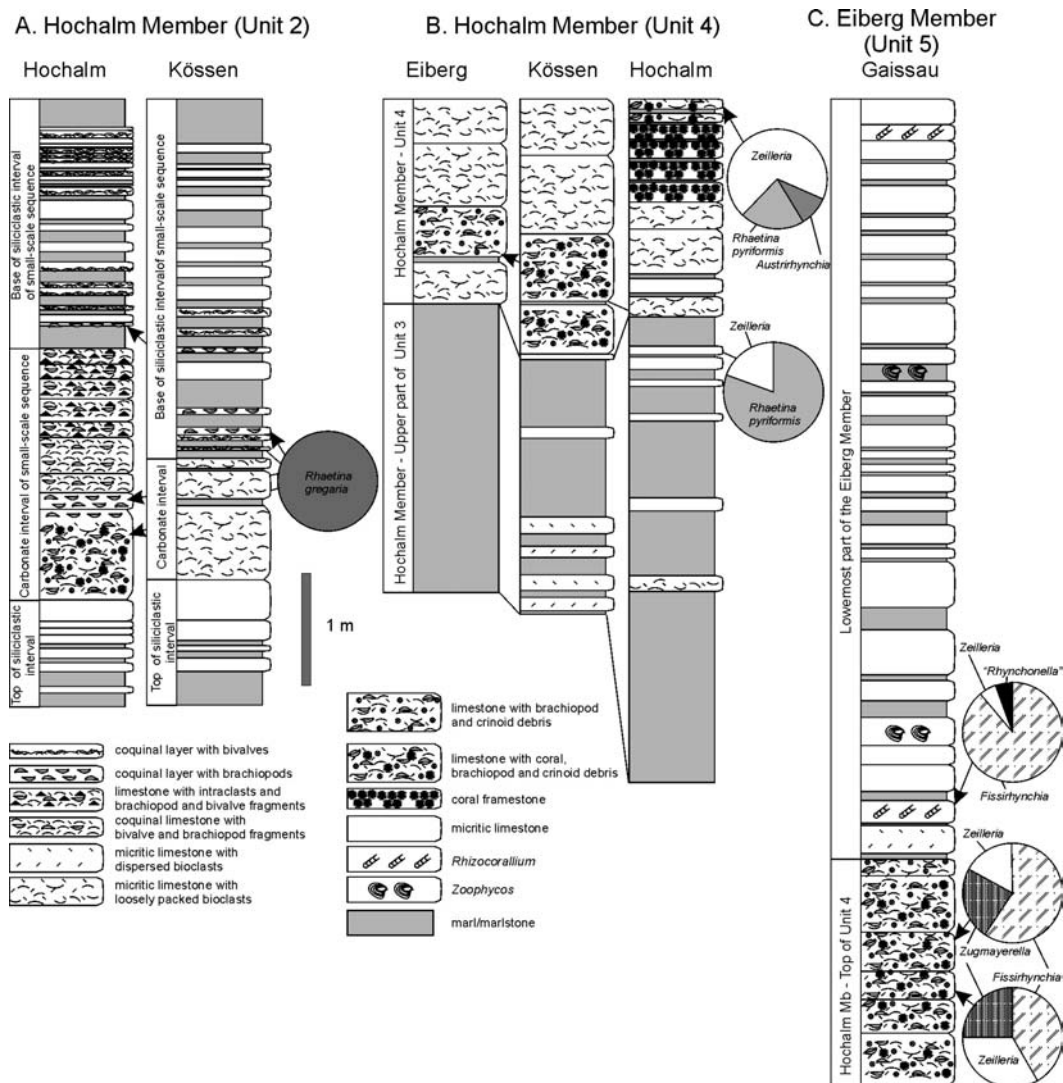 A. Hochalm Member (Unit 2)
Hochalm
Kössen
Base of siliciclastic interval
of small-scale sequence
Carbonate interval of small-scale sequence
Top of siliciclastic interval
Base of siliciclastic intervalof small-scale sequence
Carbonate interval
Top of siliciclastic
interval
Rhaetina
gregaria
1 m
B. Hochalm Member (Unit 4)
Eiberg
Kössen
Hochalm
Hochalm Member - Unit 4
Hochalm Member - Upper part of Unit 3
Zeilleria
Rhaetina
pyriformis
Austrirhynchia
Zeilleria
Rhaetina
pyriformis
C. Eiberg Member
(Unit 5)
Gaissau
Lowermost part of the Eiberg Member
Hochalm Mb - Top of Unit 4
Zeilleria
"Rhynchonella"
Fissirhynchia
Zeilleria
Zugmayerella
Fissirhynchia
Zeilleria
coquinal layer with bivalves
coquinal layer with brachiopods
limestone with intraclasts and
brachiopod and bivalve fragments
coquinal limestone with
bivalve and brachiopod fragments
micritic limestone with
dispersed bioclasts
micritic limestone with
loosely packed bioclasts
limestone with brachiopod
and crinoid debris
limestone with coral,
brachiopod and crinoid debris
coral framestone
micritic limestone
Rhizocorallium
Zoophycos
marl/marlstone